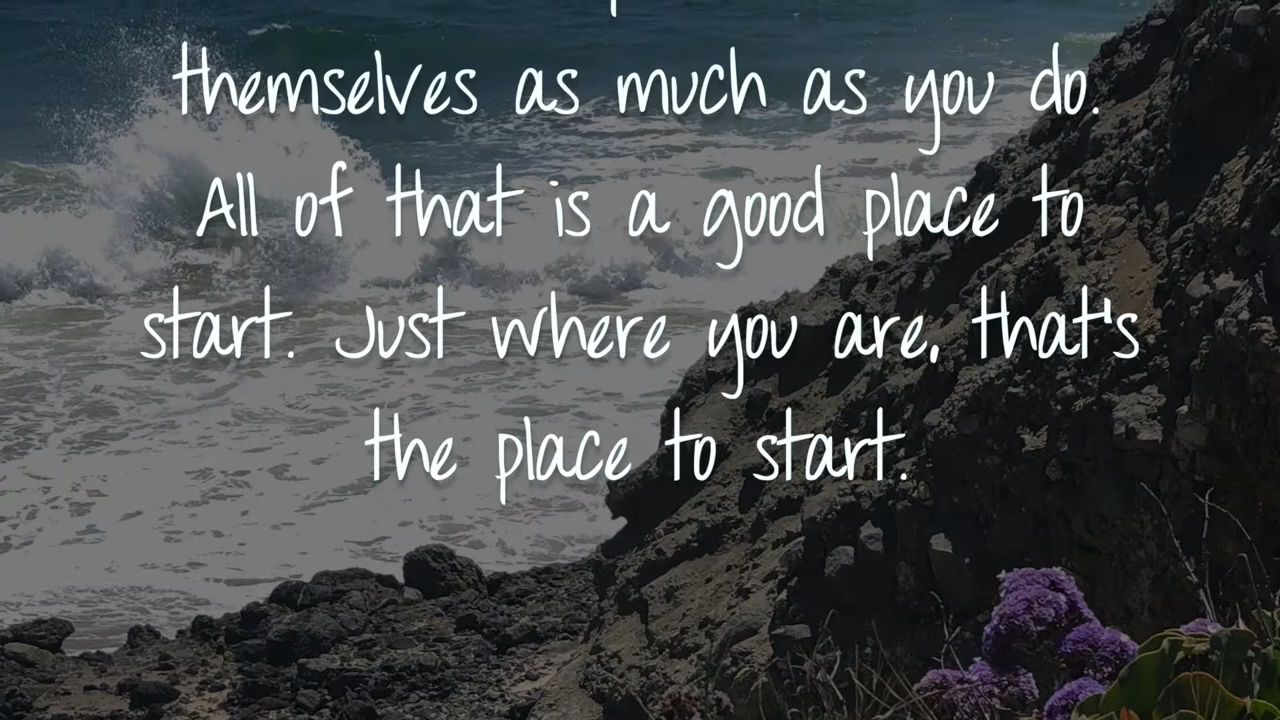 themselves as much as you do.
All of that is a good place to
start. Just where you are, that's
the place to start.